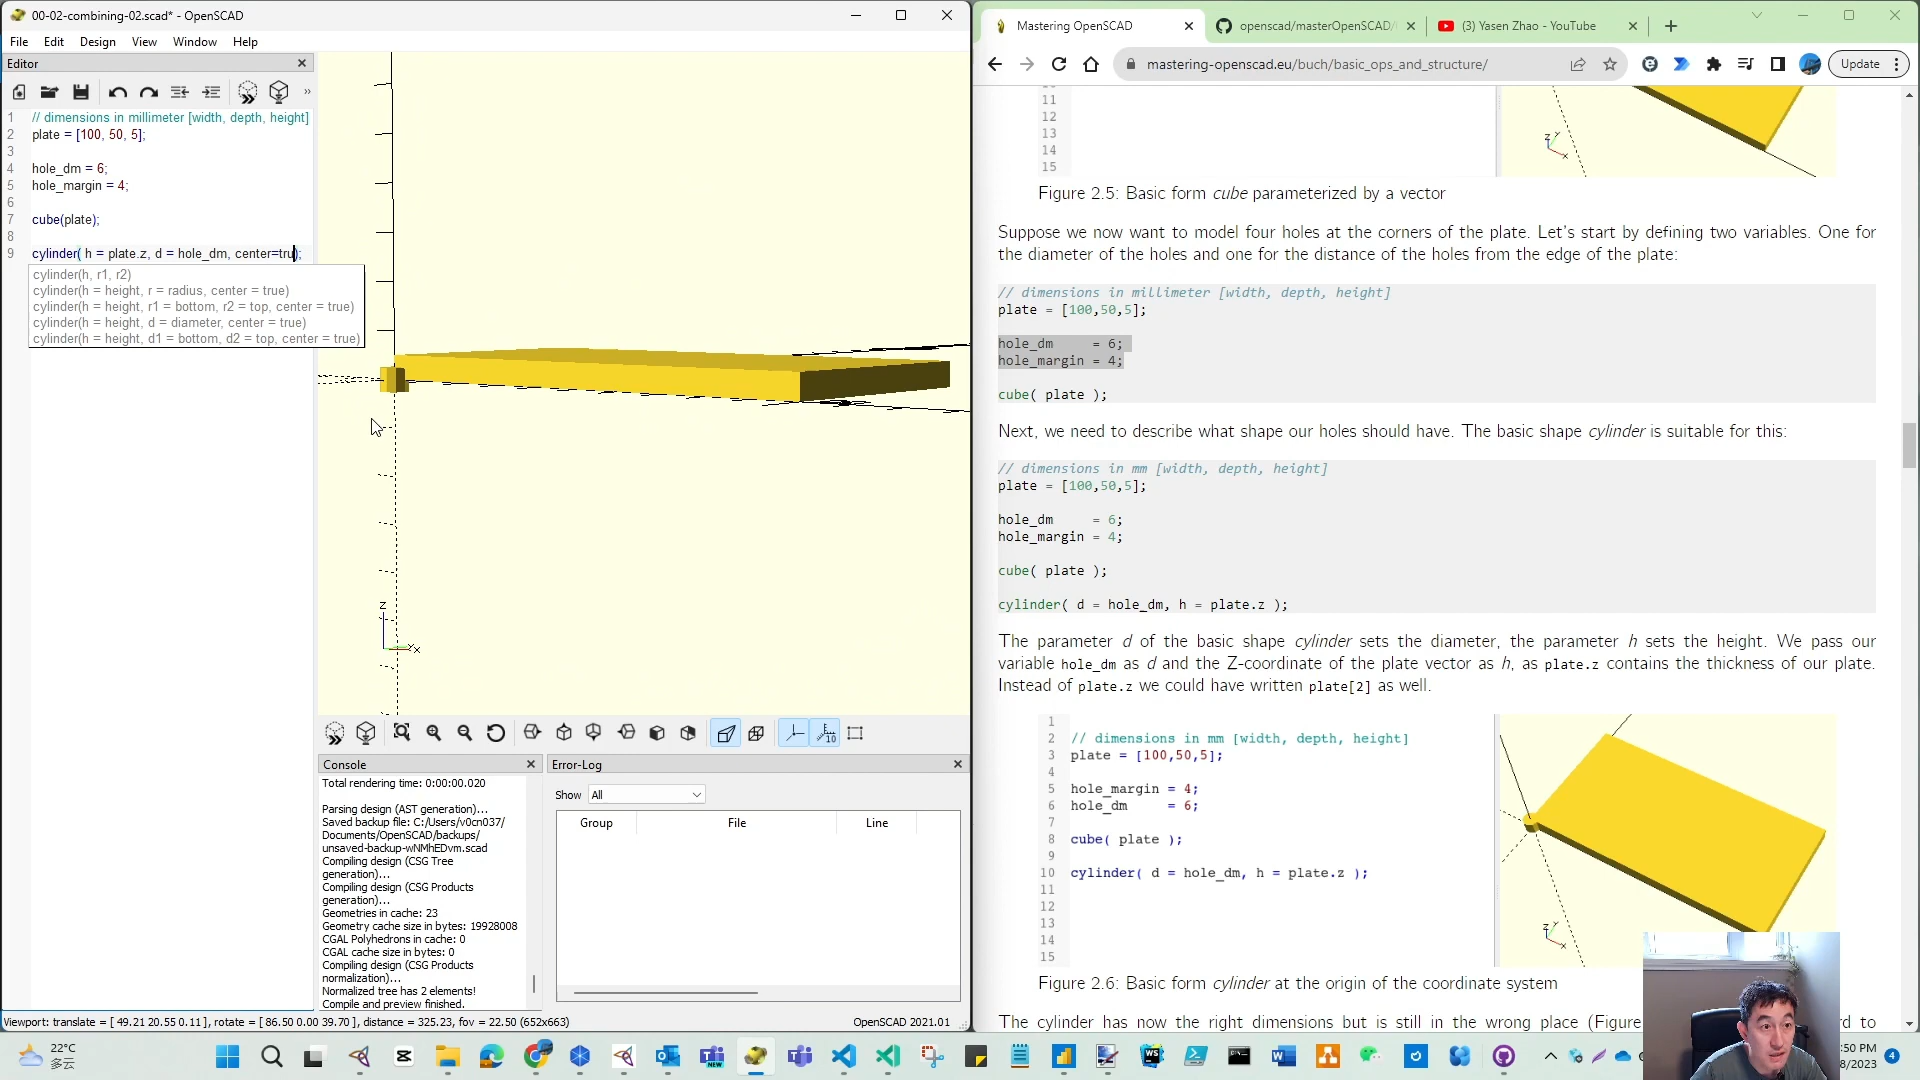 00-02-combining-02.scad* - OpenSCAD
File Edit Design View Window Help
Editor
1 // dimensions in millimeter [width, depth, height]
2 plate = [100, 50, 5];
3
4 hole_dm = 6;
5 hole_margin = 4;
6
7 cube(plate);
8
9 cylinder( h = plate.z, d = hole_dm, center=tru);
cylinder(h, r1, r2)
cylinder(h = height, r = radius, center = true)
cylinder(h = height, r1 = bottom, r2 = top, center = true)
cylinder(h = height, d = diameter, center = true)
cylinder(h = height, d1 = bottom, d2 = top, center = true)
Z
Y X
Console
Total rendering time: 0:00:00.020
Parsing design (AST generation)...
Saved backup file: C:/Users/v0cn037/
Documents/OpenSCAD/backups/
unsaved-backup-wNMhEDvm.scad
Compiling design (CSG Tree
generation)...
Compiling design (CSG Products
generation)...
Geometries in cache: 23
Geometry cache size in bytes: 19928008
CGAL Polyhedrons in cache: 0
CGAL cache size in bytes: 0
Compiling design (CSG Products
normalization)...
Normalized tree has 2 elements!
Compile and preview finished.
Error-Log
Show All
Group File Line
Viewport: translate = [ 49.21 20.55 0.11 ], rotate = [ 86.50 0.00 39.70 ], distance = 325.23, fov = 22.50 (652x663)
OpenSCAD 2021.01
Mastering OpenSCAD
openscad/masterOpenSCAD/
(3) Yasen Zhao - YouTube
mastering-openscad.eu/buch/basic_ops_and_structure/
Update
11
12
13
14
15
Figure 2.5: Basic form cube parameterized by a vector
Suppose we now want to model four holes at the corners of the plate. Let's start by defining two variables. One for
the diameter of the holes and one for the distance of the holes from the edge of the plate:
// dimensions in millimeter [width, depth, height]
plate = [100,50,5];
hole_dm = 6;
hole_margin = 4;
cube( plate );
Next, we need to describe what shape our holes should have. The basic shape cylinder is suitable for this:
// dimensions in mm [width, depth, height]
plate = [100,50,5];
hole_dm = 6;
hole_margin = 4;
cube( plate );
cylinder( d = hole_dm, h = plate.z );
The parameter d of the basic shape cylinder sets the diameter, the parameter h sets the height. We pass our
variable hole_dm as d and the Z-coordinate of the plate vector as h, as plate.z contains the thickness of our plate.
Instead of plate.z we could have written plate[2] as well.
1
2 // dimensions in mm [width, depth, height]
3 plate = [100,50,5];
4
5 hole_margin = 4;
6 hole_dm = 6;
7
8 cube( plate );
9
10 cylinder( d = hole_dm, h = plate.z );
11
12
13
14
15
Figure 2.6: Basic form cylinder at the origin of the coordinate system
The cylinder has now the right dimensions but is still in the wrong place (Figure
22°C
多云
:50 PM
8/2023
4